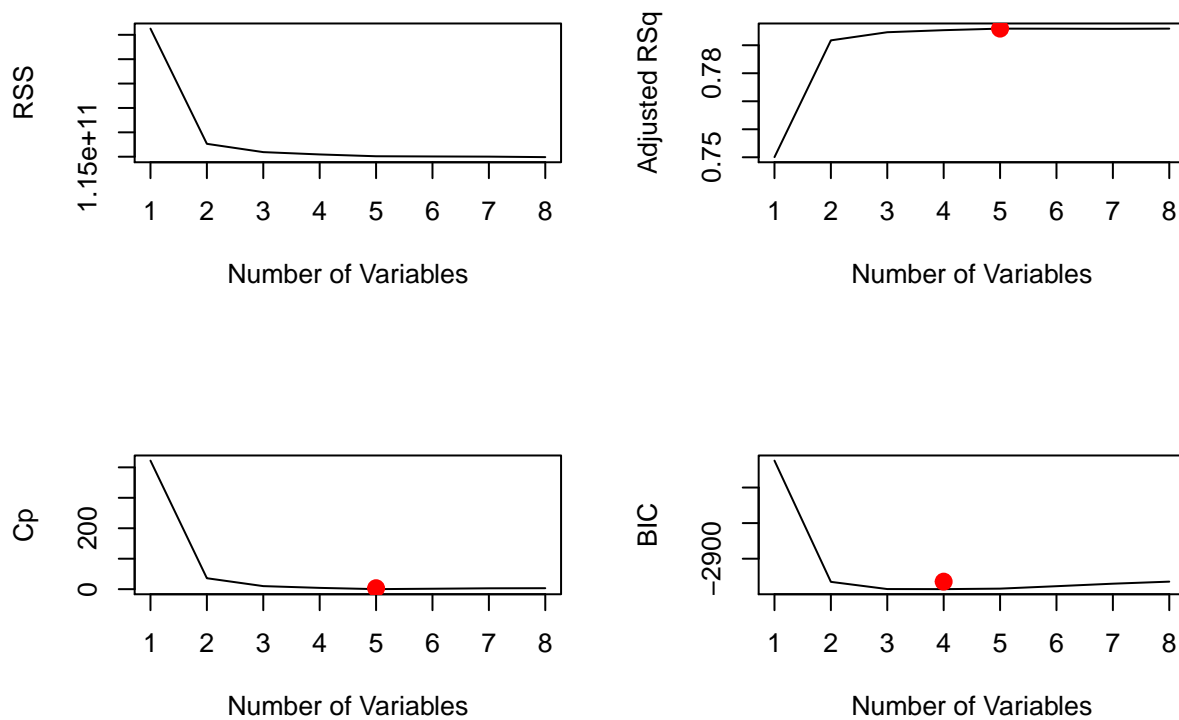 RSS
1.15e+11
1 2 3 4 5 6 7 8
Number of Variables
Adjusted RSq
0.75 0.78
1 2 3 4 5 6 7 8
Number of Variables
Cp
0 200
1 2 3 4 5 6 7 8
Number of Variables
BIC
−2900
1 2 3 4 5 6 7 8
Number of Variables